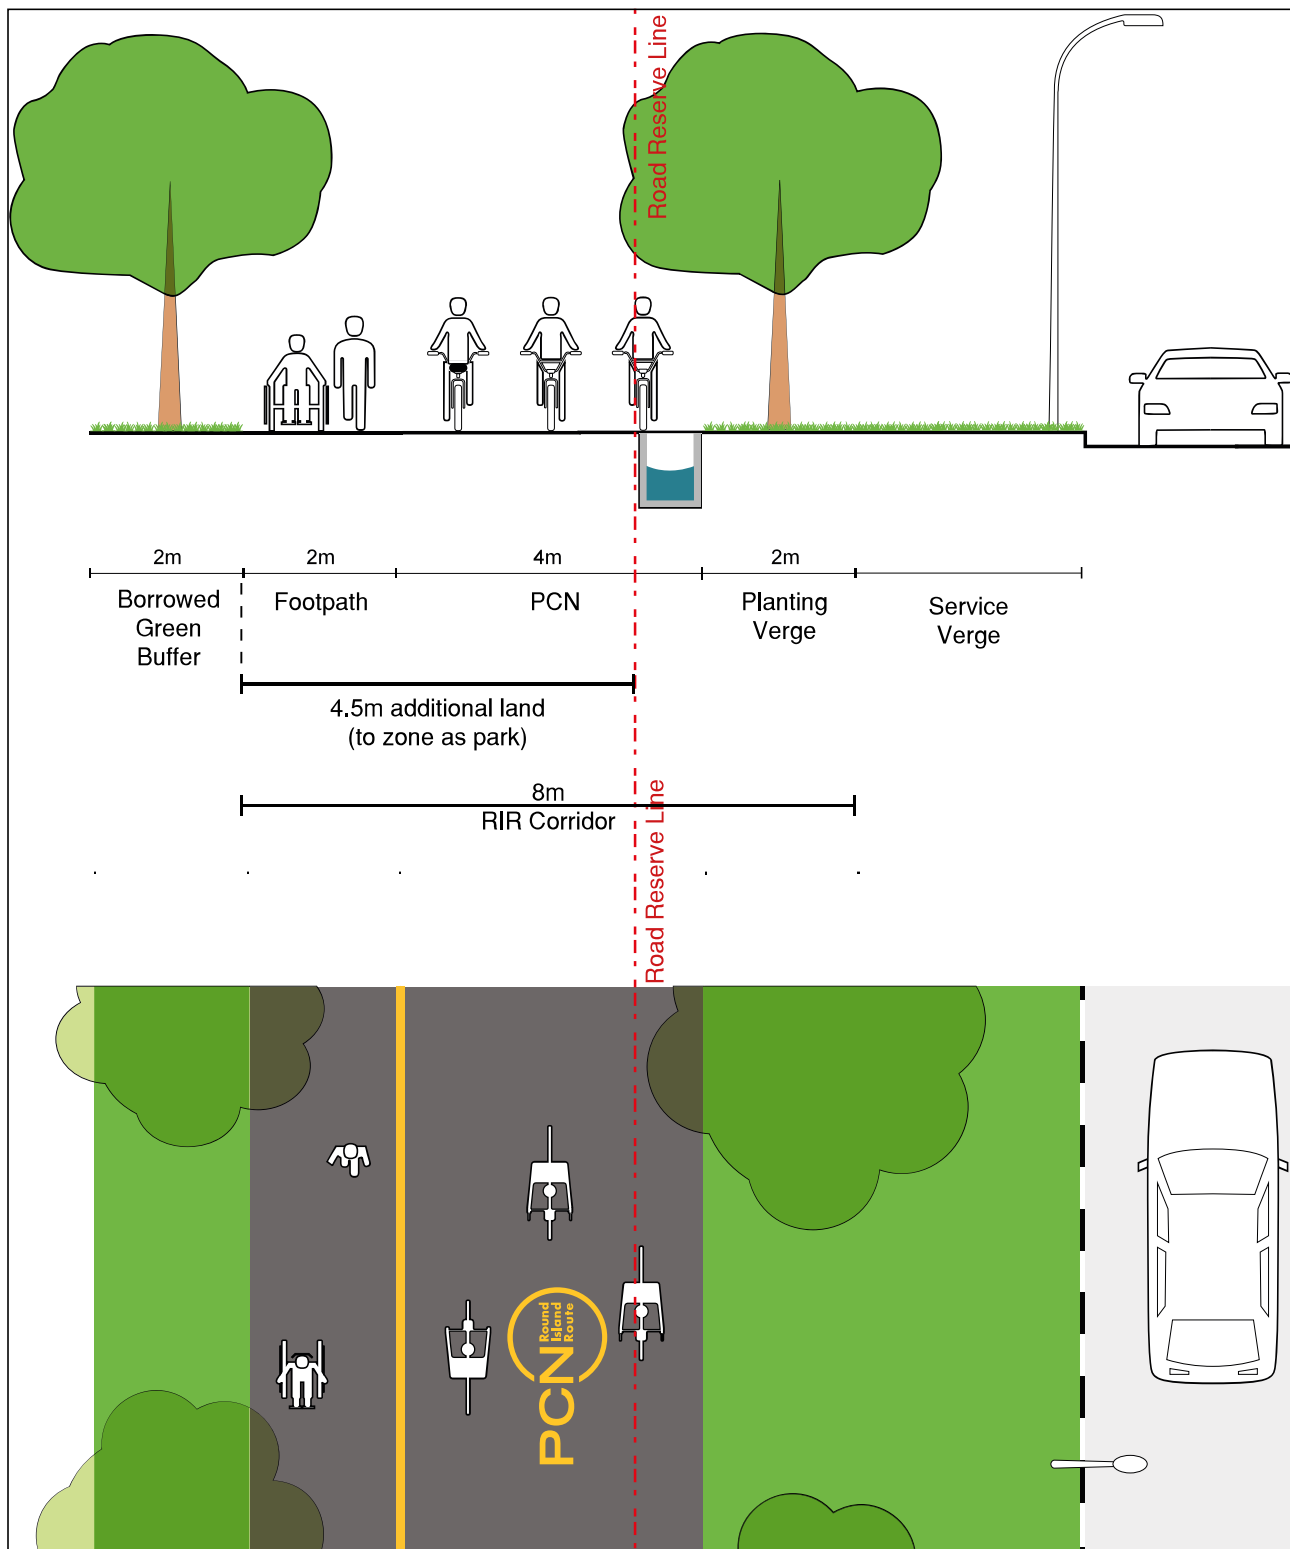 Road Reserve Line
2m
2m
4m
2m
Borrowed
Green
Buffer
Footpath
PCN
Planting
Verge
Service
Verge
4.5m additional land
(to zone as park)
8m
RIR Corridor
Road Reserve Line
PCN
Round
Island
Route